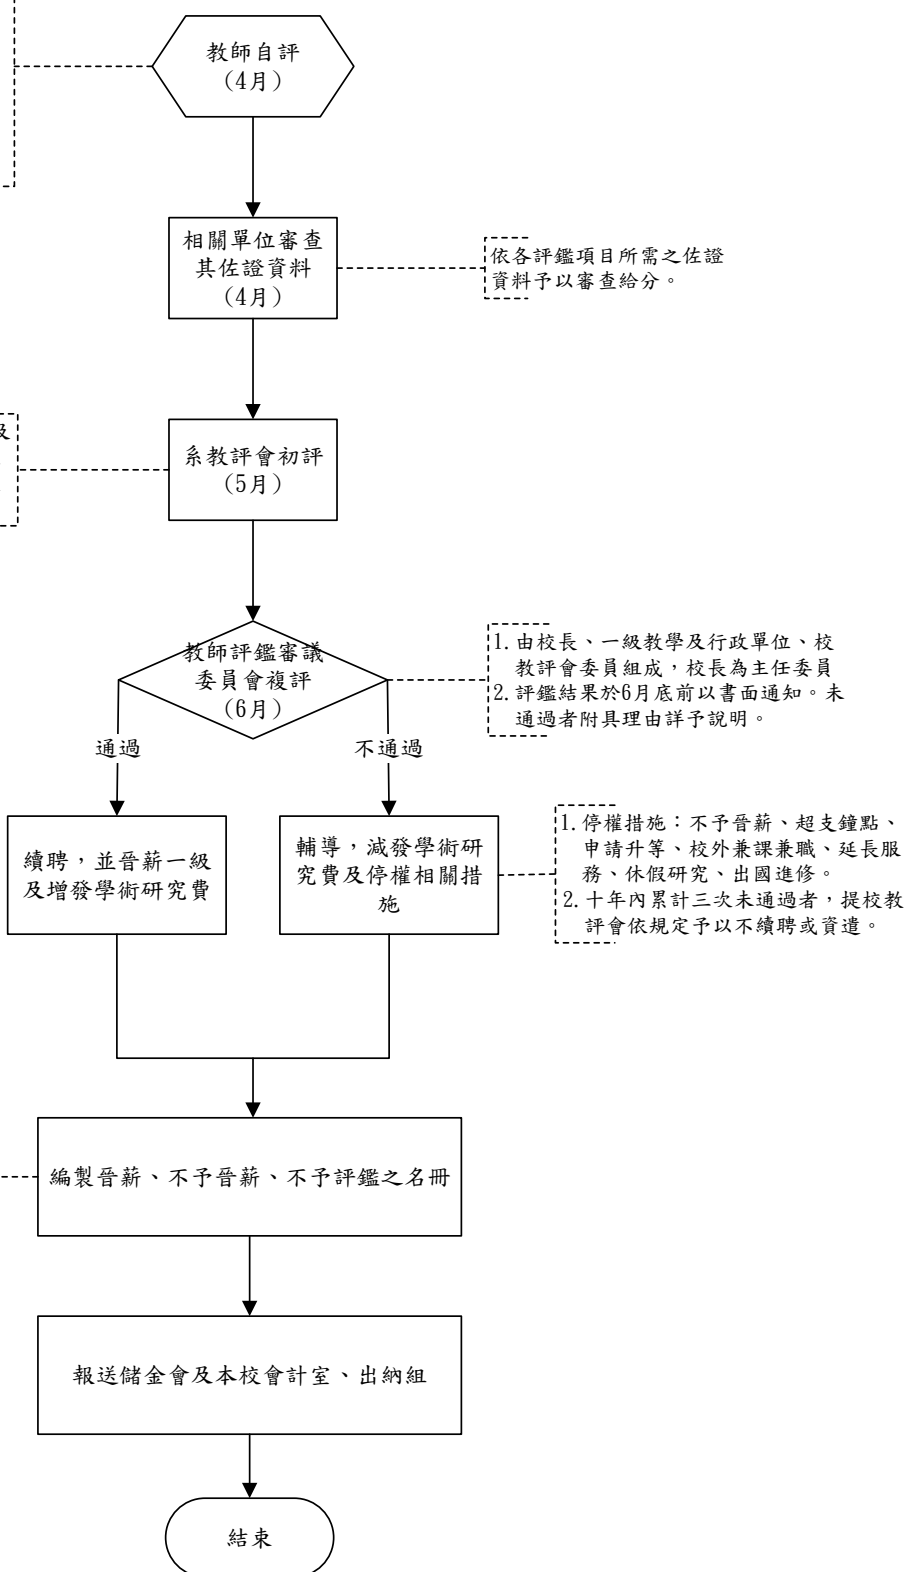 教師自評
(4月)
相關單位審查
其佐證資料
(4月)
依各評鑑項目所需之佐證
資料予以審查給分。
及
系教評會初評
(5月)
教師評鑑審議
委員會複評
(6月)
1.由校長、一級教學及行政單位、校
教評會委員組成，校長為主任委員
2.評鑑結果於6月底前以書面通知。未
通過者附具理由詳予說明。
通過
不通過
續聘，並晉薪一級
及增發學術研究費
輔導，減發學術研
究費及停權相關措
施
1.停權措施：不予晉薪、超支鐘點、
申請升等、校外兼課兼職、延長服
務、休假研究、出國進修。
2.十年內累計三次未通過者，提校教
評會依規定予以不續聘或資遣。
編製晉薪、不予晉薪、不予評鑑之名冊
報送儲金會及本校會計室、出納組
結束